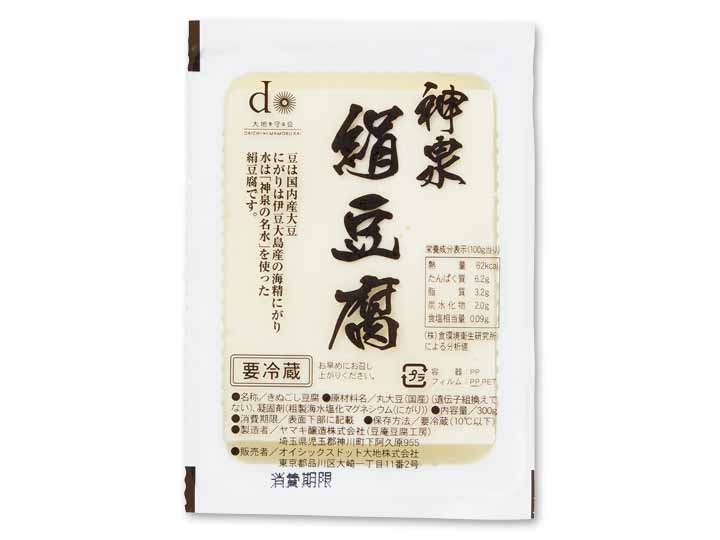 do
大地を守る会
DAICHI WO MAMORU KAI
神泉
絹豆腐
豆は国内産大豆
にがりは伊豆大島産の海精にがり
水は「神泉の名水」を使った
絹豆腐です。
栄養成分表示(100g当り)
熱量 62kcal
たんぱく質 6.2g
脂質 3.2g
炭水化物 2.0g
食塩相当量 0.09g
(株)食環境衛生研究所
による分析値
要冷蔵
お早めにお召し
上がりください。
プラ
容器:PP
フィルム:PP,PET
●名称/きぬごし豆腐 ●原材料名/丸大豆(国産)(遺伝子組換えで
ない)、凝固剤(粗製海水塩化マグネシウム(にがり)) ●内容量/300g
●消費期限/表面下部に記載 ●保存方法/要冷蔵(10℃以下)
●製造者/ヤマキ醸造株式会社(豆庵豆腐工房)
埼玉県児玉郡神川町下阿久原955
●販売者/オイシックスドット大地株式会社
東京都品川区大崎一丁目11番2号
消費期限